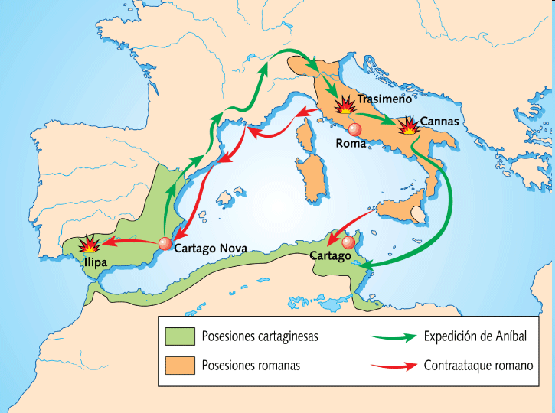 Trasimeno
Cannas
Roma
Cartago Nova
Ilipa
Cartago
Posesiones cartaginesas
Expedición de Aníbal
Posesiones romanas
Contraataque romano